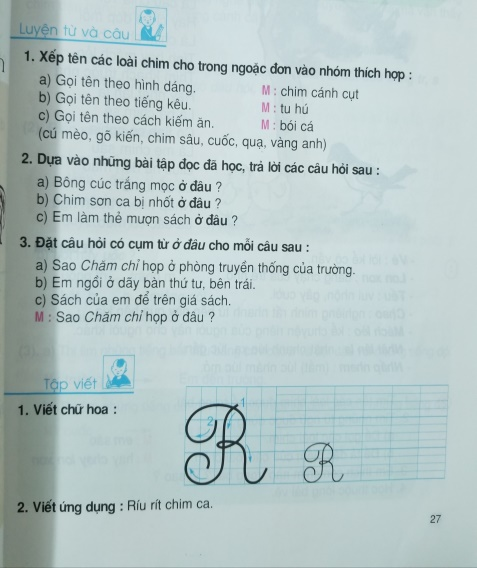 Luyện từ và câu
1. Xếp tên các loài chim cho trong ngoặc đơn vào nhóm thích hợp :
a) Gọi tên theo hình dáng. M : chim cánh cụt
b) Gọi tên theo tiếng kêu. M : tu hú
c) Gọi tên theo cách kiếm ăn. M : bói cá
(cú mèo, gõ kiến, chim sâu, cuốc, quạ, vàng anh)
2. Dựa vào những bài tập đọc đã học, trả lời các câu hỏi sau :
a) Bông cúc trắng mọc ở đâu ?
b) Chim sơn ca bị nhốt ở đâu ?
c) Em làm thẻ mượn sách ở đâu ?
3. Đặt câu hỏi có cụm từ ở đâu cho mỗi câu sau :
a) Sao Chăm chỉ họp ở phòng truyền thống của trường.
b) Em ngồi ở dãy bàn thứ tư, bên trái.
c) Sách của em để trên giá sách.
M : Sao Chăm chỉ họp ở đâu ?
Tập viết
1. Viết chữ hoa :
1
2
R R
2. Viết ứng dụng : Ríu rít chim ca.
27